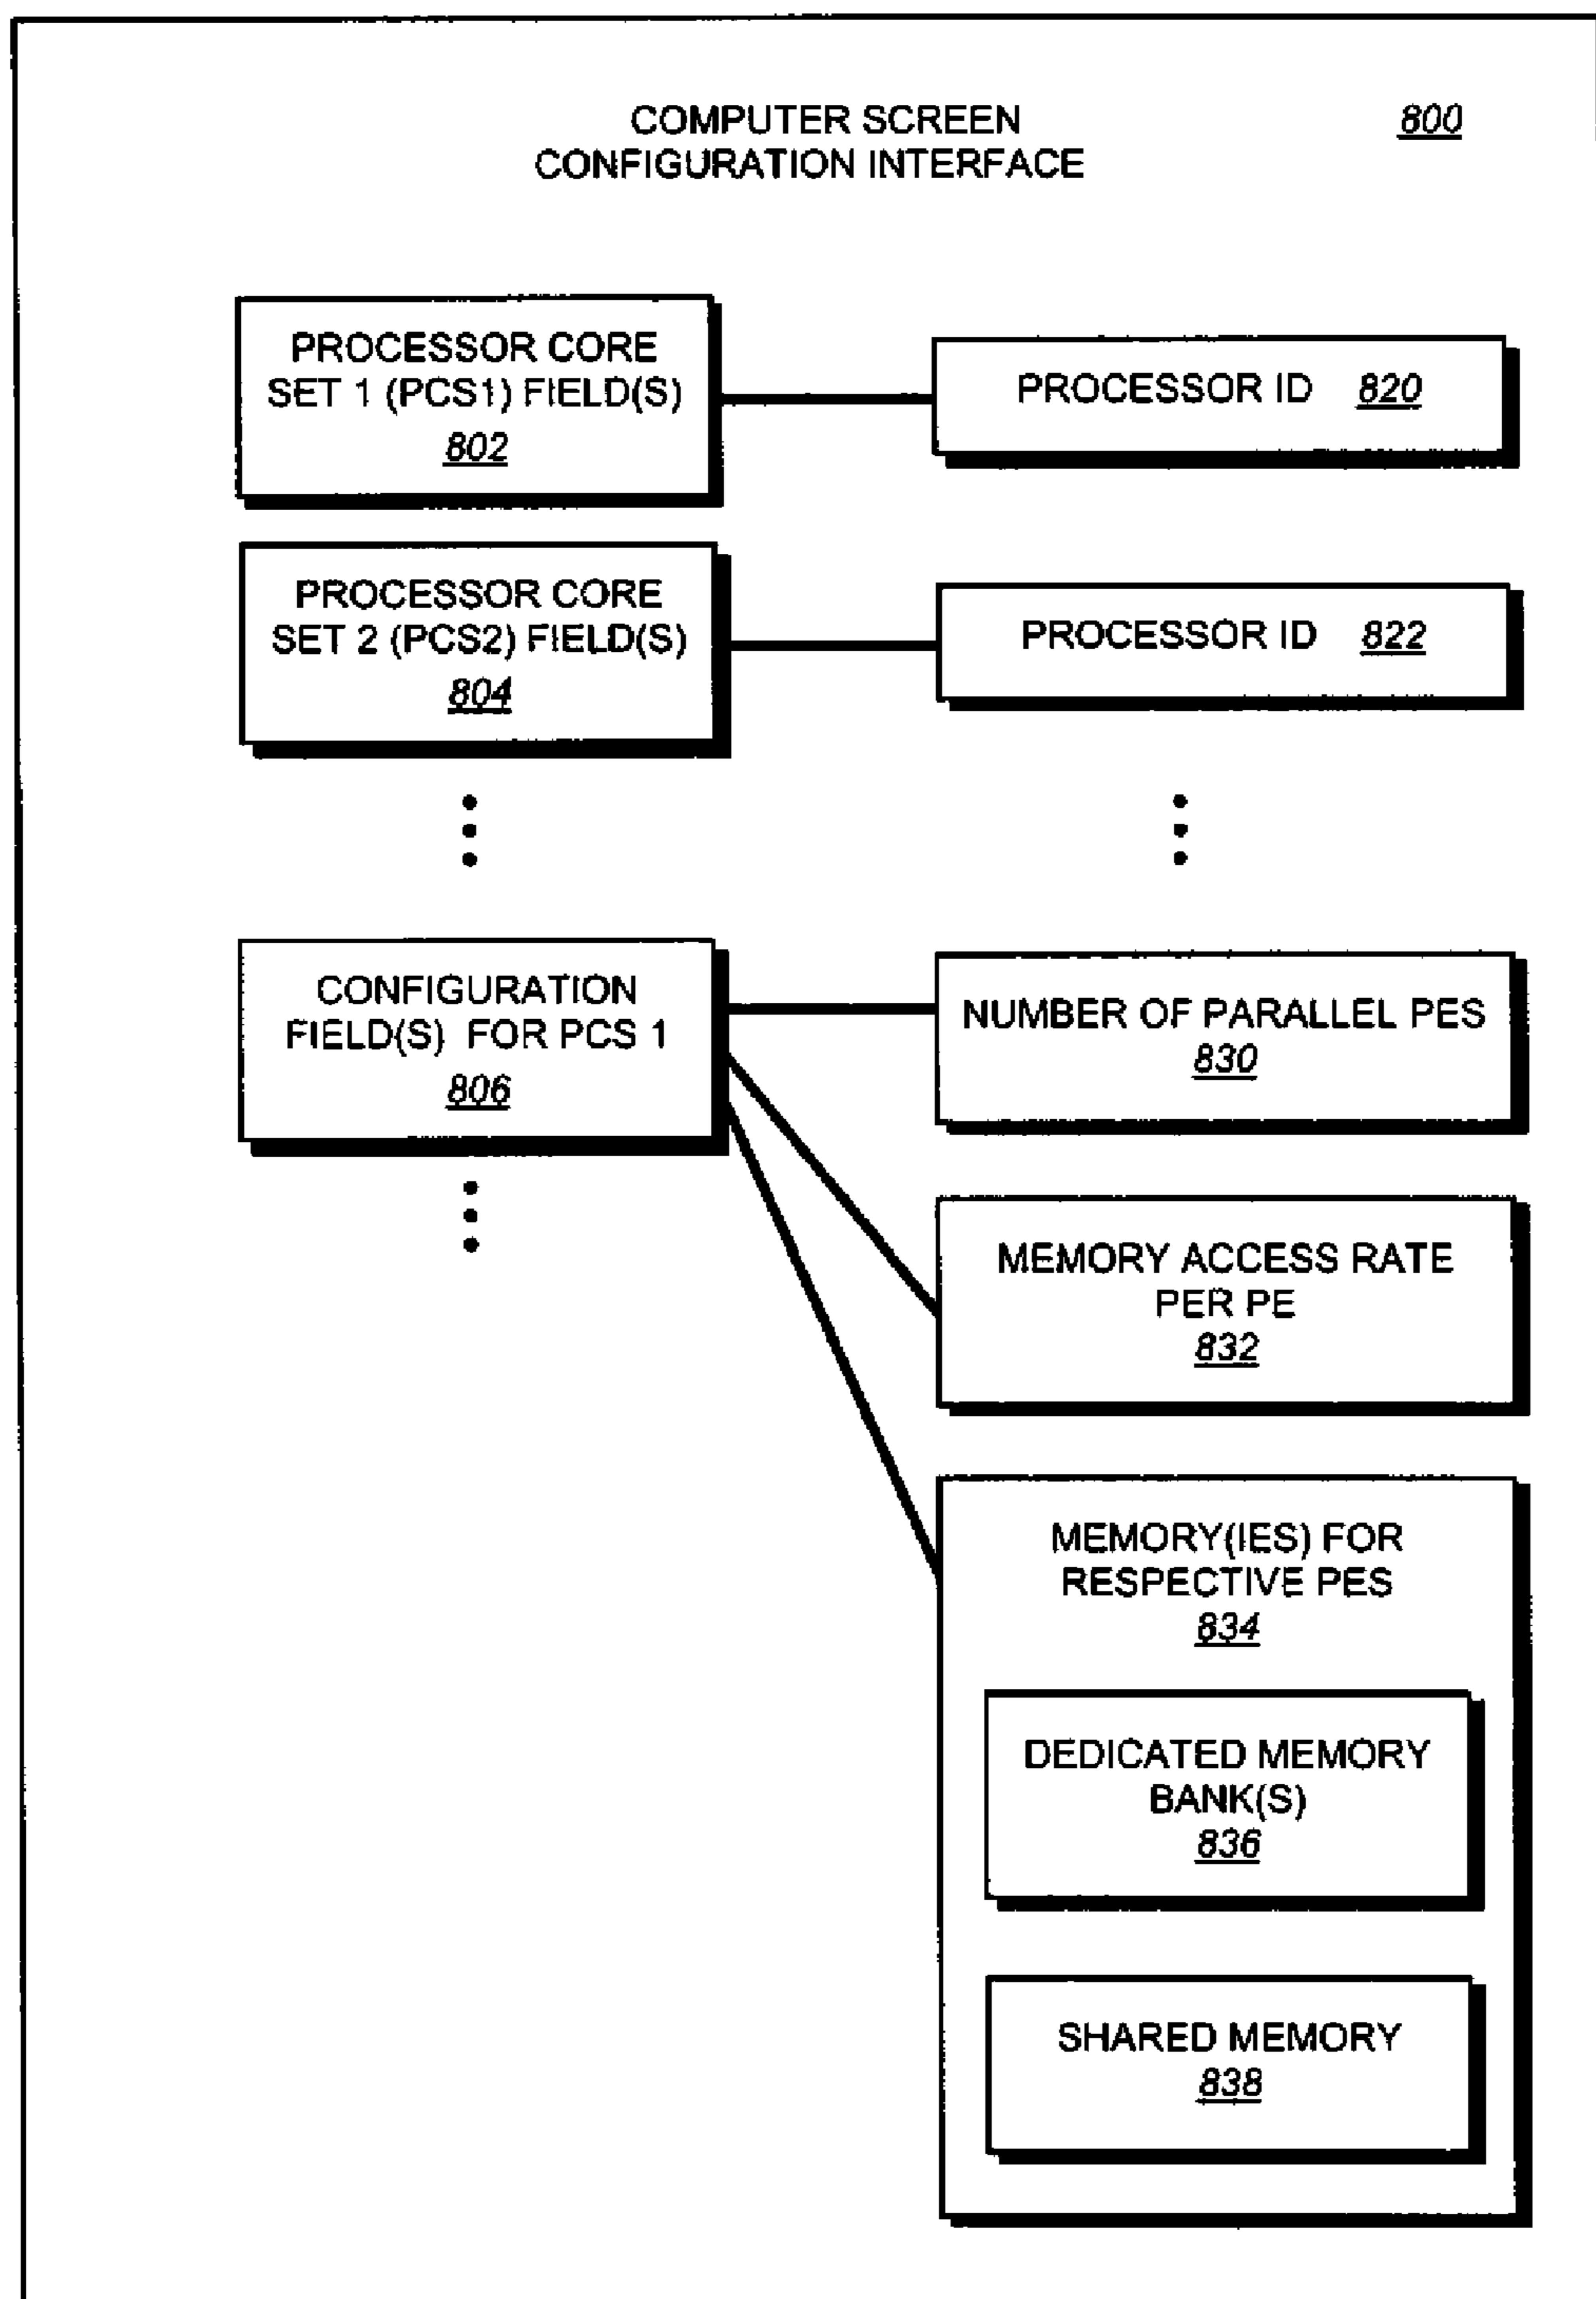 COMPUTER SCREEN
CONFIGURATION INTERFACE
800
PROCESSOR CORE
SET 1 (PCS1) FIELD(S)
802
PROCESSOR ID 820
PROCESSOR CORE
SET 2 (PCS2) FIELD(S)
804
PROCESSOR ID 822
CONFIGURATION
FIELD(S) FOR PCS 1
806
NUMBER OF PARALLEL PES
830
MEMORY ACCESS RATE
PER PE
832
MEMORY(IES) FOR
RESPECTIVE PES
834
DEDICATED MEMORY
BANK(S)
836
SHARED MEMORY
838